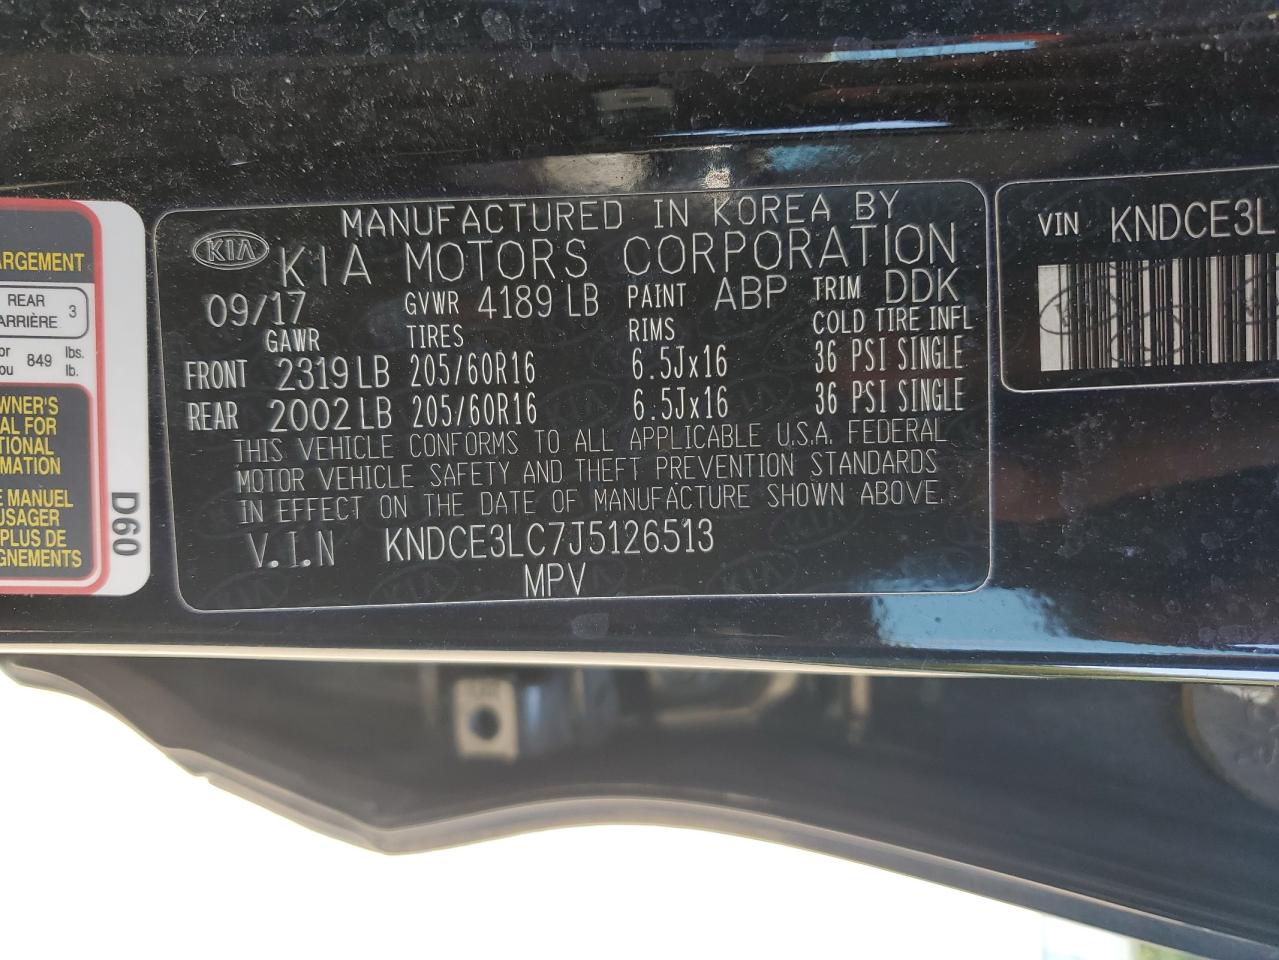 ARGEMENT
REAR 3
ARRIÈRE
or 849 lbs.
ou lb.
WNER'S
AL FOR
TIONAL
RMATION
E MANUEL
USAGER
PLUS DE
GNEMENTS
D60
MANUFACTURED IN KOREA BY
KIA KIA MOTORS CORPORATION
09/17 GVWR 4189 LB PAINT ABP TRIM DDK
GAWR TIRES RIMS COLD TIRE INFL
FRONT 2319 LB 205/60R16 6.5Jx16 36 PSI SINGLE
REAR 2002 LB 205/60R16 6.5Jx16 36 PSI SINGLE
THIS VEHICLE CONFORMS TO ALL APPLICABLE U.S.A. FEDERAL
MOTOR VEHICLE SAFETY AND THEFT PREVENTION STANDARDS
IN EFFECT ON THE DATE OF MANUFACTURE SHOWN ABOVE.
V.I.N KNDCE3LC7J5126513
MPV
VIN KNDCE3L